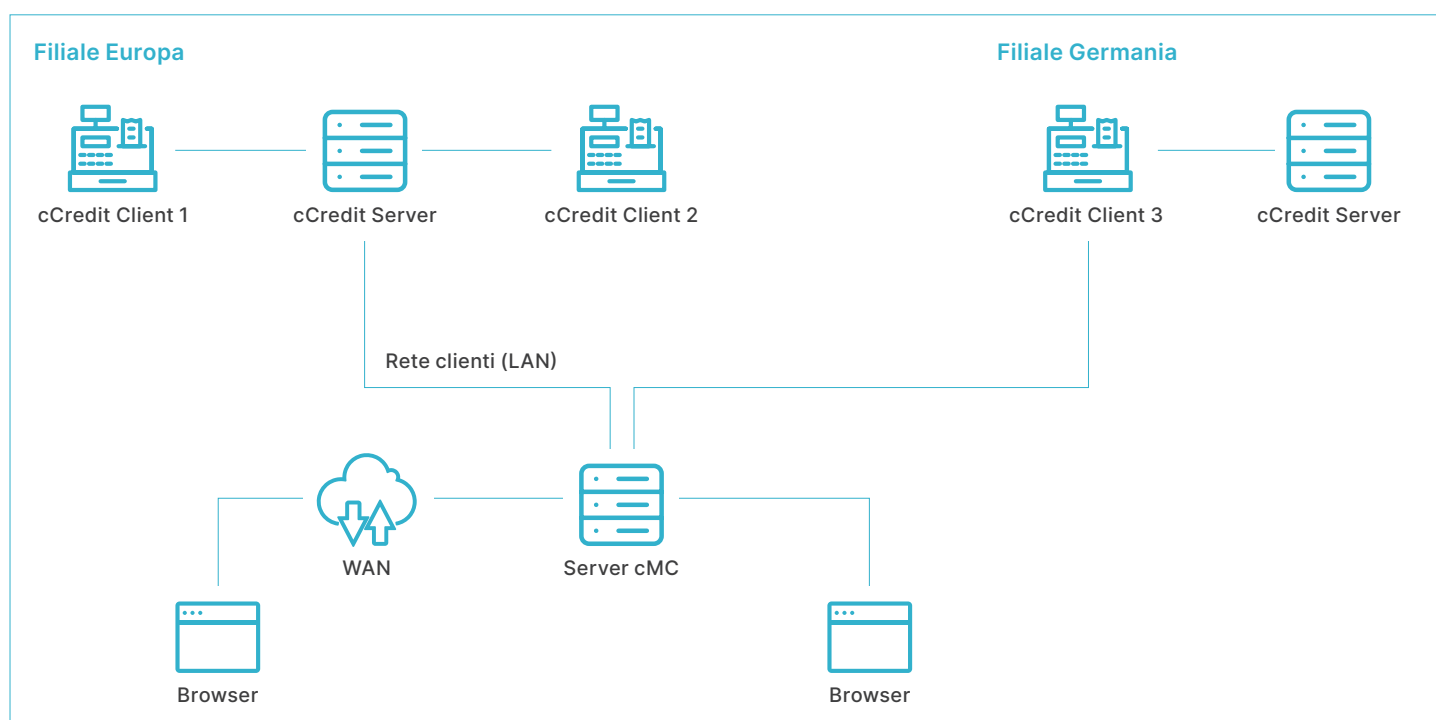 Filiale Europa
Filiale Germania
cCredit Client 1
cCredit Server
cCredit Client 2
cCredit Client 3
cCredit Server
Rete clienti (LAN)
WAN
Server cMC
Browser
Browser